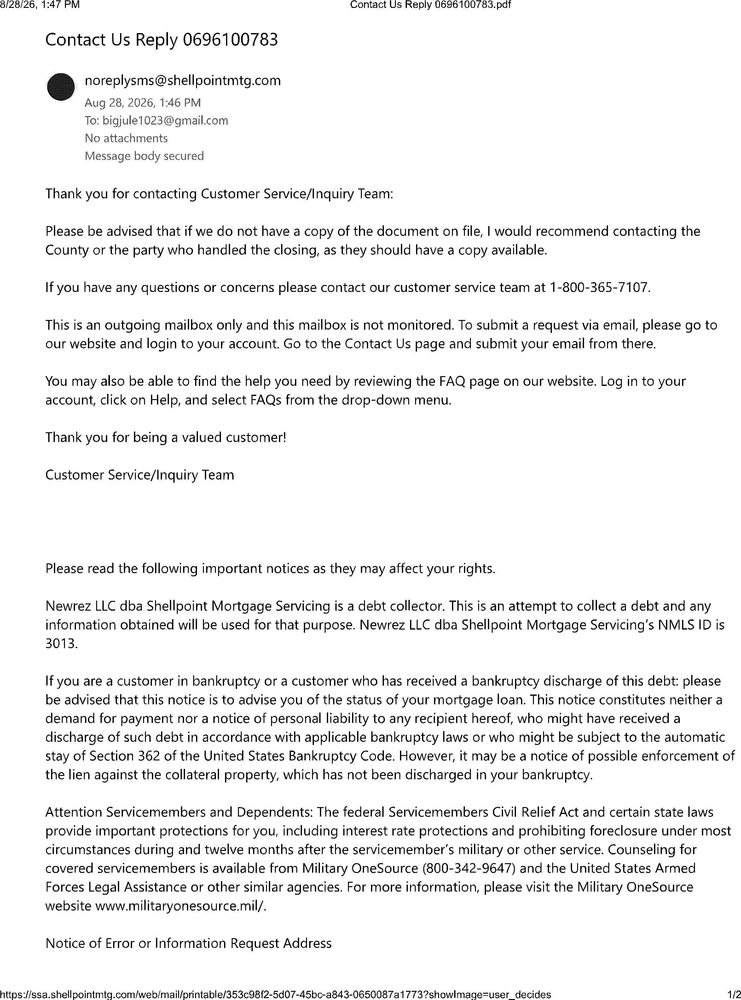 8/28/26, 1:47 PM
Contact Us Reply 0696100783.pdf
Contact Us Reply 0696100783
noreplysms@shellpointmtg.com
Aug 28, 2026, 1:46 PM
To: bigjule1023@gmail.com
No attachments
Message body secured
Thank you for contacting Customer Service/Inquiry Team:
Please be advised that if we do not have a copy of the document on file, I would recommend contacting the
County or the party who handled the closing, as they should have a copy available.
If you have any questions or concerns please contact our customer service team at 1-800-365-7107.
This is an outgoing mailbox only and this mailbox is not monitored. To submit a request via email, please go to
our website and login to your account. Go to the Contact Us page and submit your email from there.
You may also be able to find the help you need by reviewing the FAQ page on our website. Log in to your
account, click on Help, and select FAQs from the drop-down menu.
Thank you for being a valued customer!
Customer Service/Inquiry Team
Please read the following important notices as they may affect your rights.
Newrez LLC dba Shellpoint Mortgage Servicing is a debt collector. This is an attempt to collect a debt and any
information obtained will be used for that purpose. Newrez LLC dba Shellpoint Mortgage Servicing's NMLS ID is
3013.
If you are a customer in bankruptcy or a customer who has received a bankruptcy discharge of this debt: please
be advised that this notice is to advise you of the status of your mortgage loan. This notice constitutes neither a
demand for payment nor a notice of personal liability to any recipient hereof, who might have received a
discharge of such debt in accordance with applicable bankruptcy laws or who might be subject to the automatic
stay of Section 362 of the United States Bankruptcy Code. However, it may be a notice of possible enforcement of
the lien against the collateral property, which has not been discharged in your bankruptcy.
Attention Servicemembers and Dependents: The federal Servicemembers Civil Relief Act and certain state laws
provide important protections for you, including interest rate protections and prohibiting foreclosure under most
circumstances during and twelve months after the servicemember's military or other service. Counseling for
covered servicemembers is available from Military OneSource (800-342-9647) and the United States Armed
Forces Legal Assistance or other similar agencies. For more information, please visit the Military OneSource
website www.militaryonesource.mil/.
Notice of Error or Information Request Address
https://ssa.shellpointmtg.com/web/mail/printable/353c98f2-5d07-45bc-a843-0650087a1773?showImage=user_decides
1/2